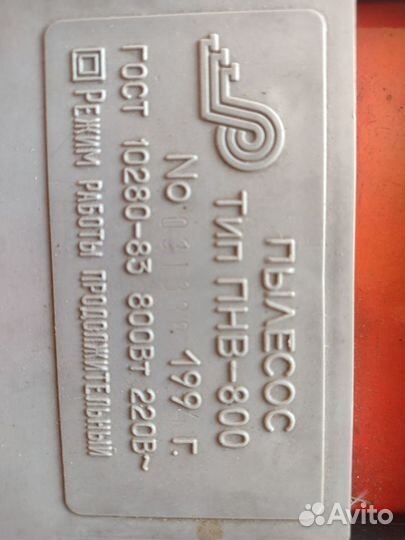 ПЫЛЕСОС
ТИП ПНВ-800
No 199 г.
ГОСТ 10280-83 800ВТ 220В~
РЕЖИМ РАБОТЫ ПРОДОЛЖИТЕЛЬНЫЙ
Avito